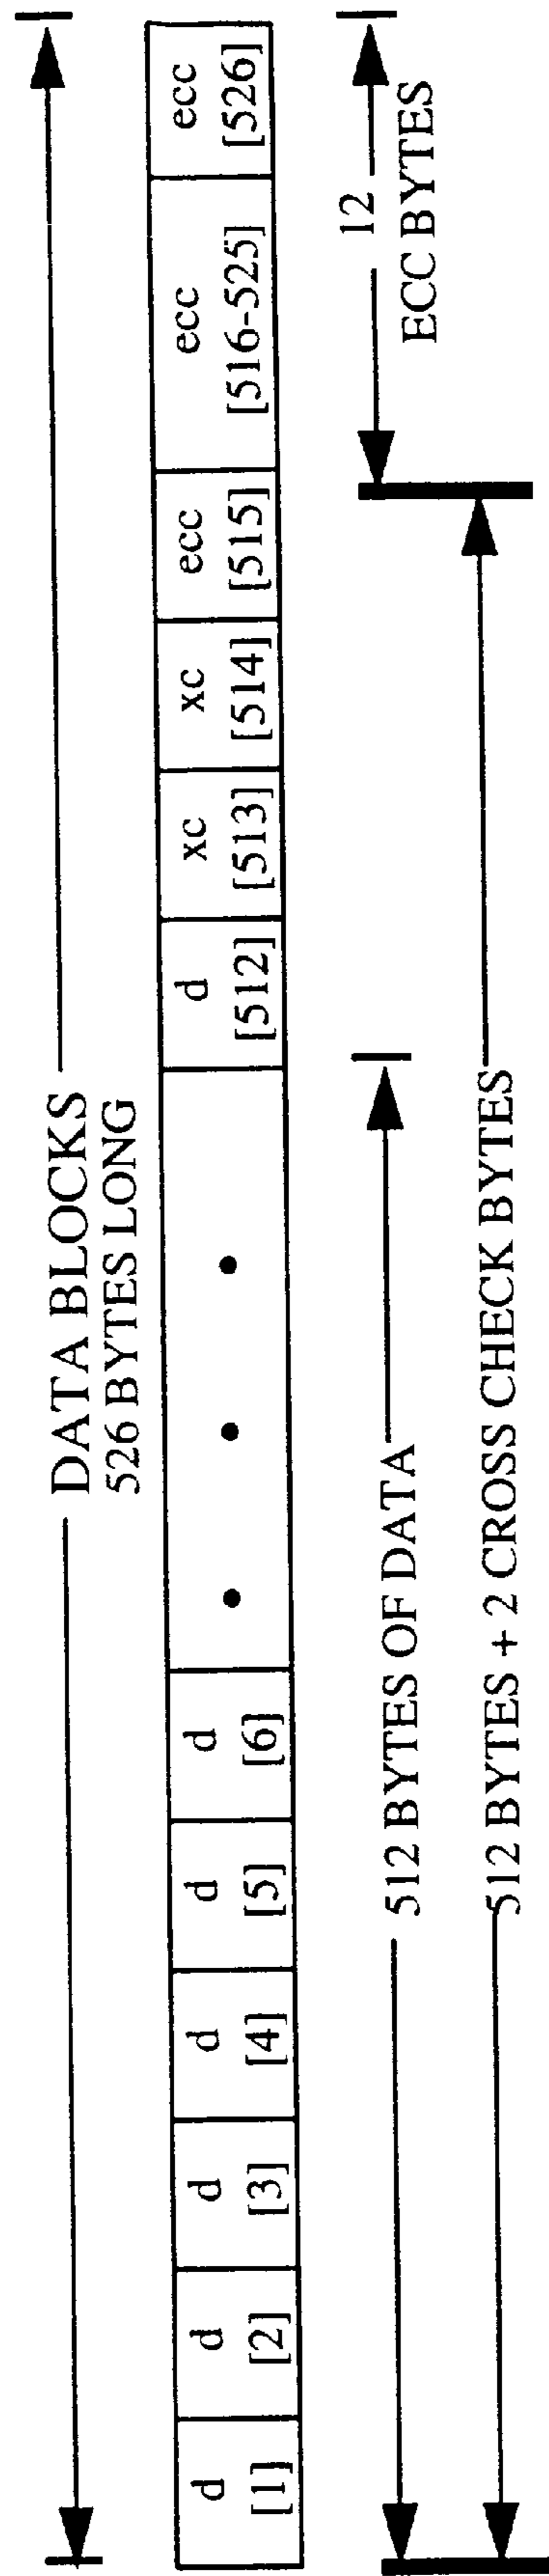 DATA BLOCKS
526 BYTES LONG
d d d d d d • • • d xc xc ecc ecc ecc
[1] [2] [3] [4] [5] [6] [512] [513] [514] [515] [516-525] [526]
512 BYTES OF DATA
12
ECC BYTES
512 BYTES + 2 CROSS CHECK BYTES